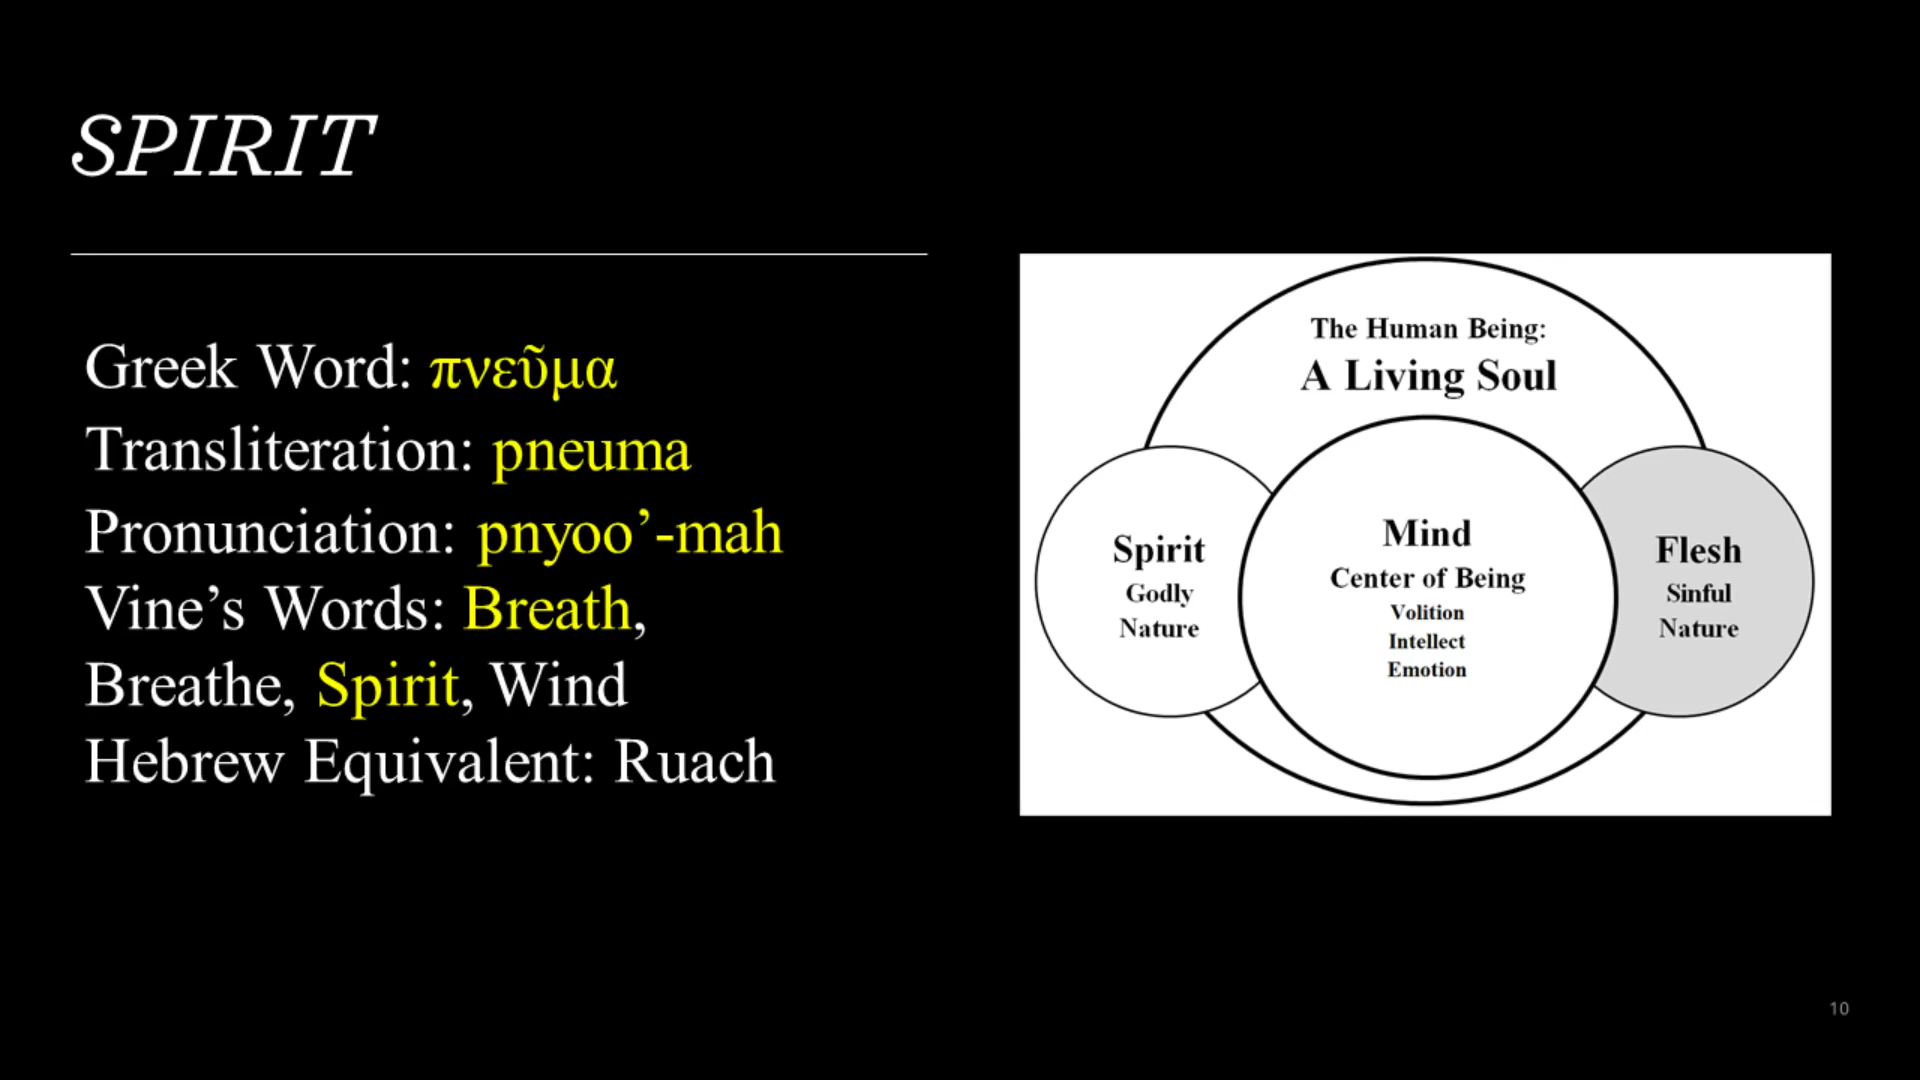 SPIRIT
Greek Word: πνεῦμα
Transliteration: pneuma
Pronunciation: pnyoo’-mah
Vine’s Words: Breath,
Breathe, Spirit, Wind
Hebrew Equivalent: Ruach
The Human Being:
A Living Soul
Spirit
Godly
Nature
Mind
Center of Being
Volition
Intellect
Emotion
Flesh
Sinful
Nature
10